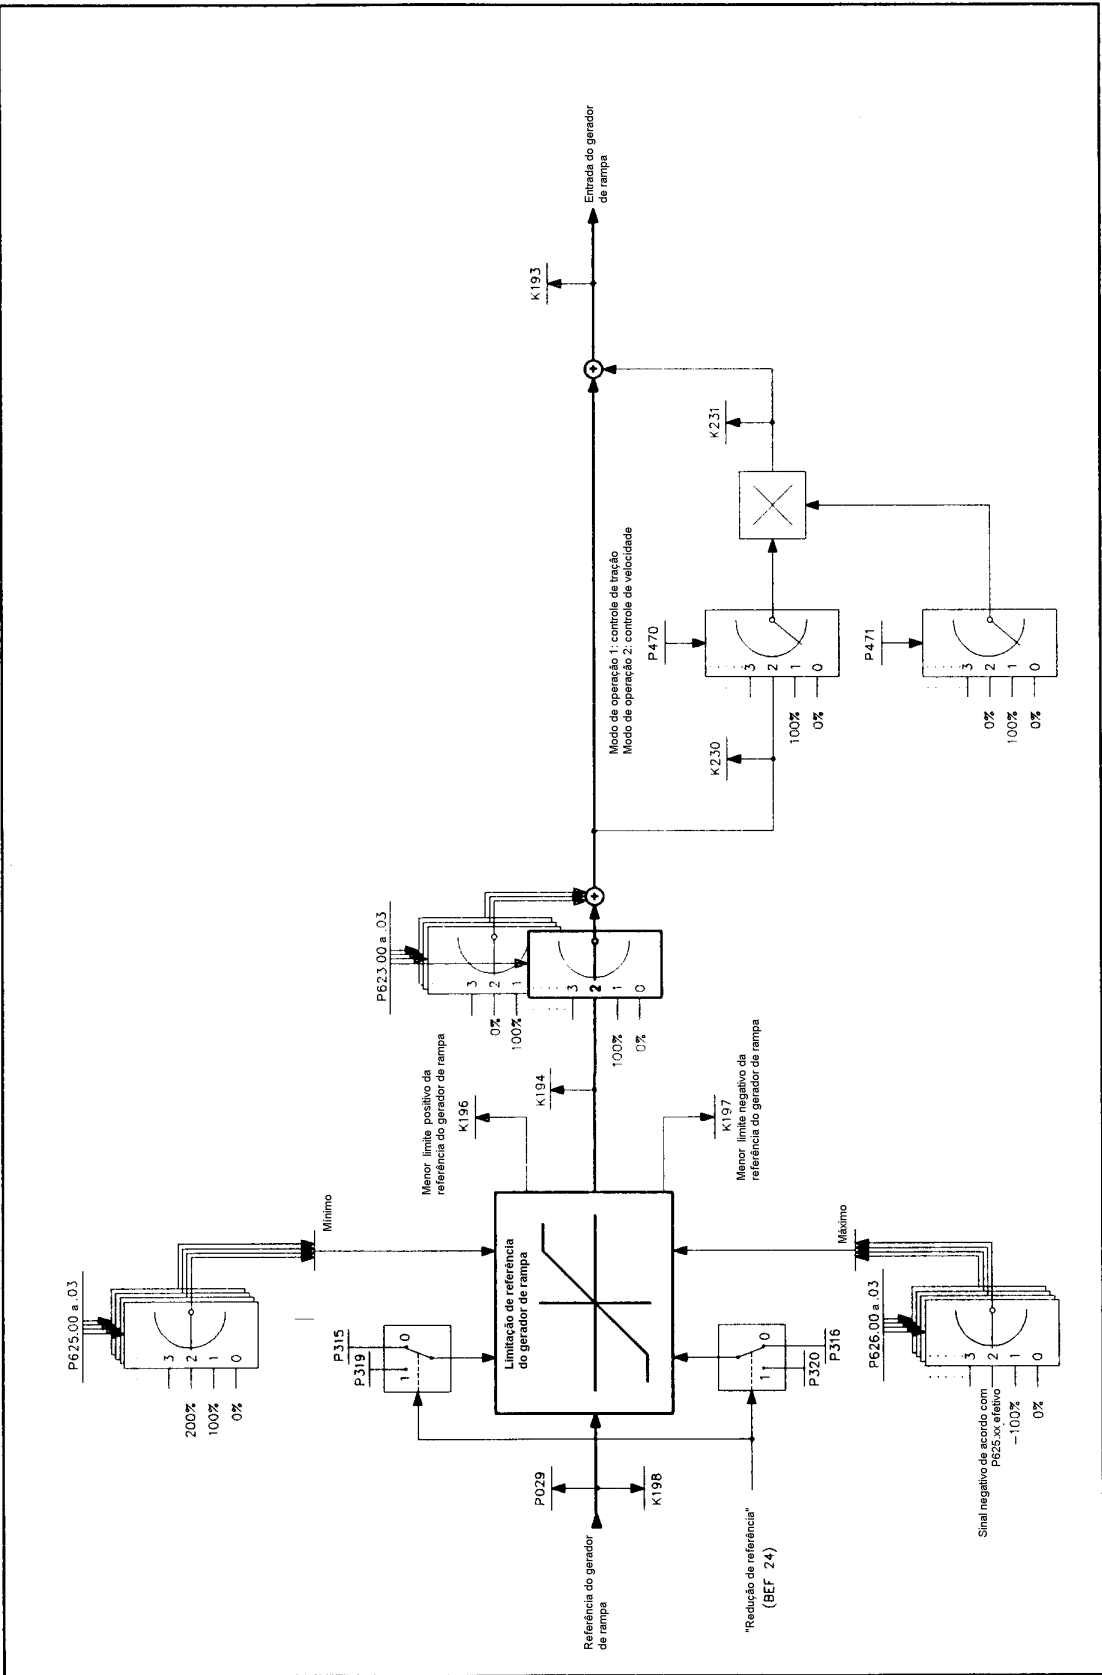 P625.00 a .03
3
2
1
0
200%
100%
0%
Mínimo
P315
P319
0
1
Limitação de referência
do gerador de rampa
P029
K198
Referência do gerador
de rampa
"Redução de referência"
(BEF 24)
0
1
P320
P316
Máximo
P626.00 a .03
3
2
1
0
Sinal negativo de acordo com
P625.xx efetivo
-100%
0%
Menor limite positivo da
referência do gerador de rampa
K196
K194
K197
Menor limite negativo da
referência do gerador de rampa
P623.00 a .03
3
2
1
0%
100%
3
2
1
0
100%
0%
Modo de operação 1: controle de tração
Modo de operação 2: controle de velocidade
K230
P470
3
2
1
0
100%
0%
P471
3
2
1
0
0%
100%
0%
K231
K193
Entrada do gerador
de rampa